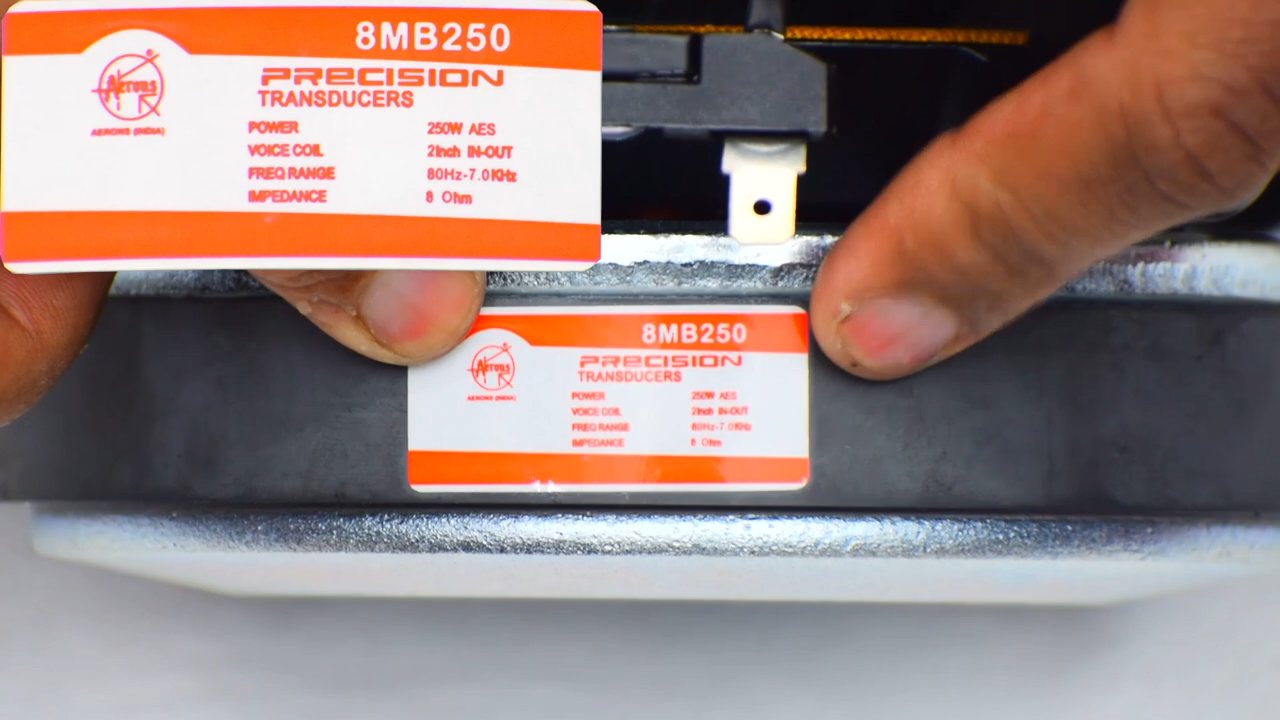 8MB250
Aerons
AERONS (INDIA)
PRECISION
TRANSDUCERS
POWER 250W AES
VOICE COIL 2Inch IN-OUT
FREQ RANGE 80Hz-7.0KHz
IMPEDANCE 8 Ohm
8MB250
Aerons
AERONS (INDIA)
PRECISION
TRANSDUCERS
POWER 250W AES
VOICE COIL 2Inch IN-OUT
FREQ RANGE 80Hz-7.0KHz
IMPEDANCE 8 Ohm